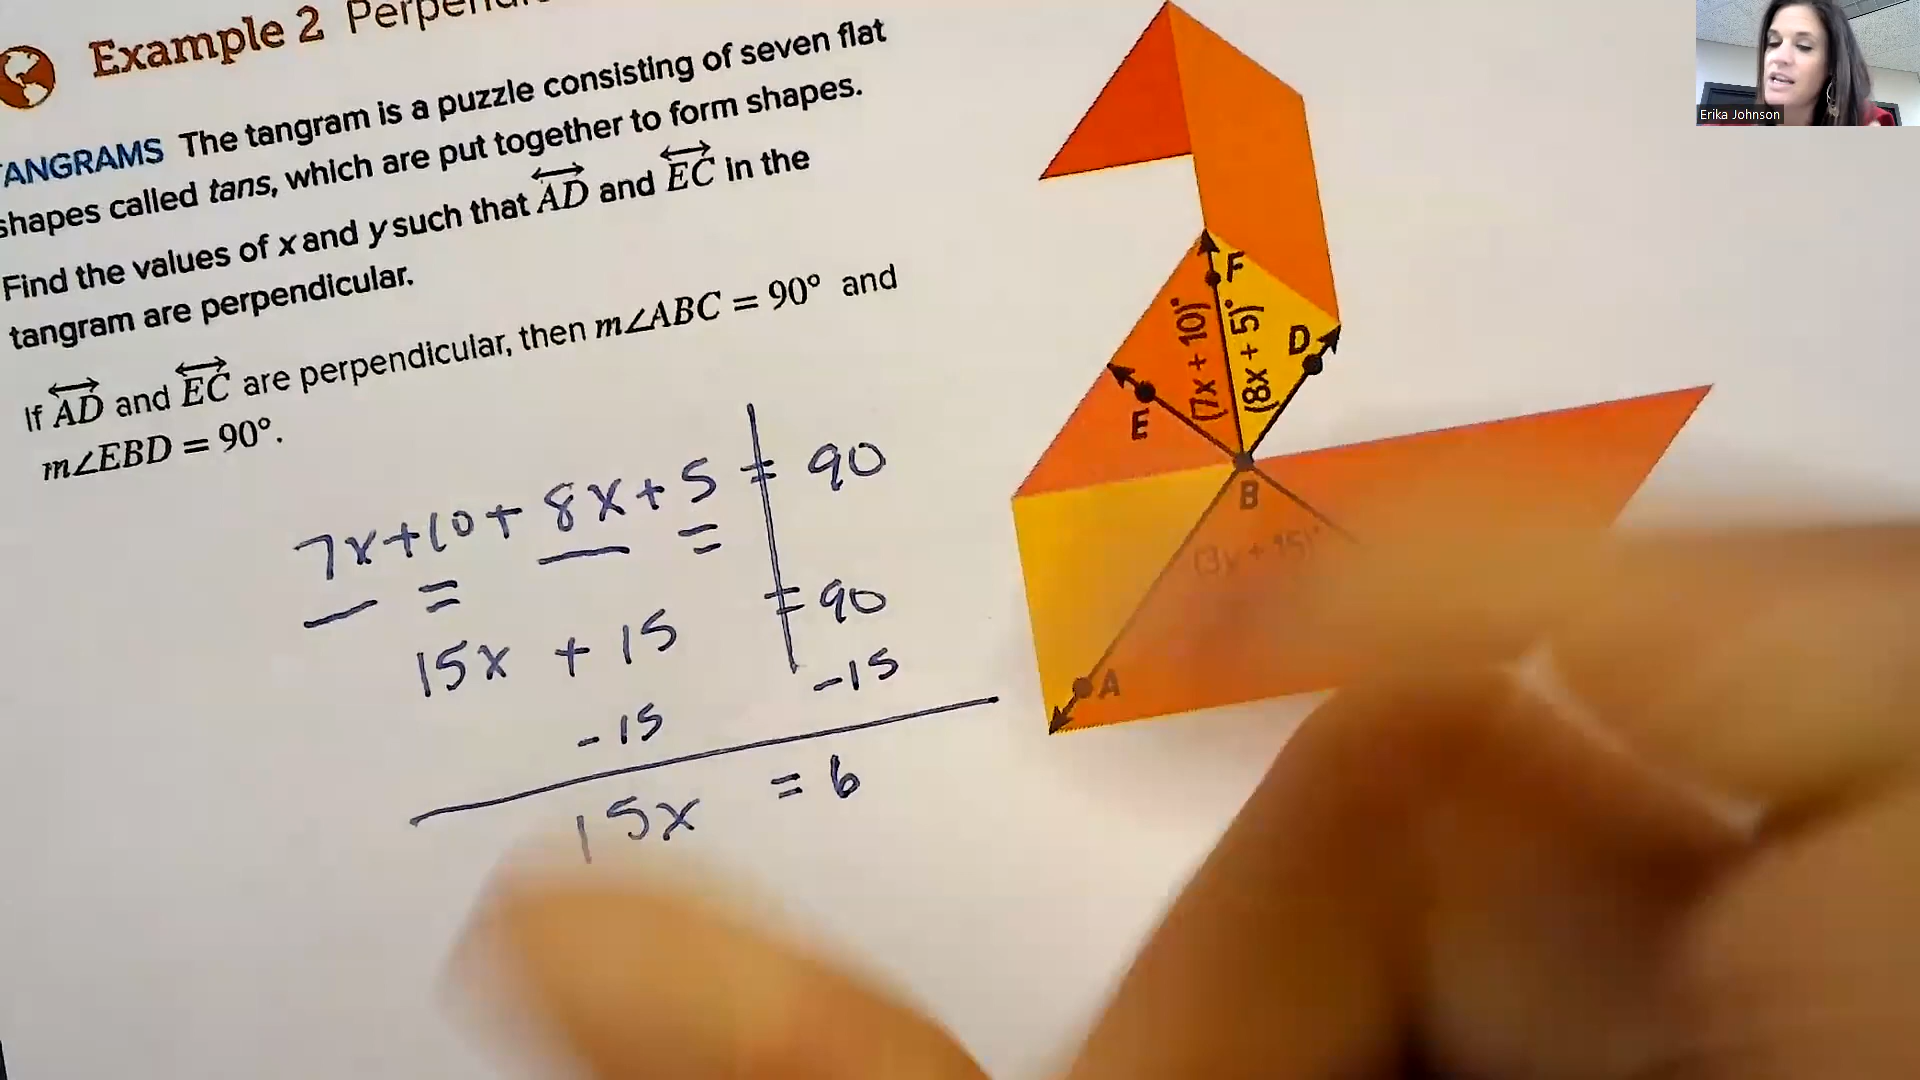 Example 2
TANGRAMS The tangram is a puzzle consisting of seven flat
shapes called tans, which are put together to form shapes.
Find the values of x and y such that AD and EC in the
tangram are perpendicular.
If AD and EC are perpendicular, then m∠ABC = 90° and
m∠EBD = 90°.
7x+10+8x+5 = 90
15x + 15 = 90
-15 -15
15x = 6
F
(7x + 10)°
(8x + 5)°
D
E
B
(3y + 15)°
A
Erika Johnson